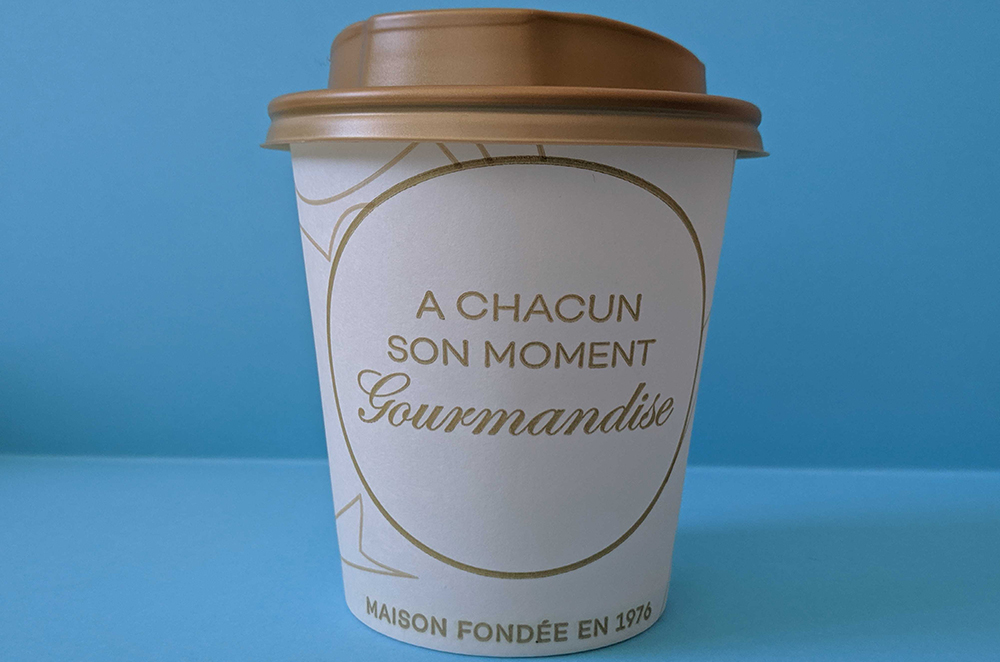 A CHACUN
SON MOMENT
Gourmandise
MAISON FONDÉE EN 1976